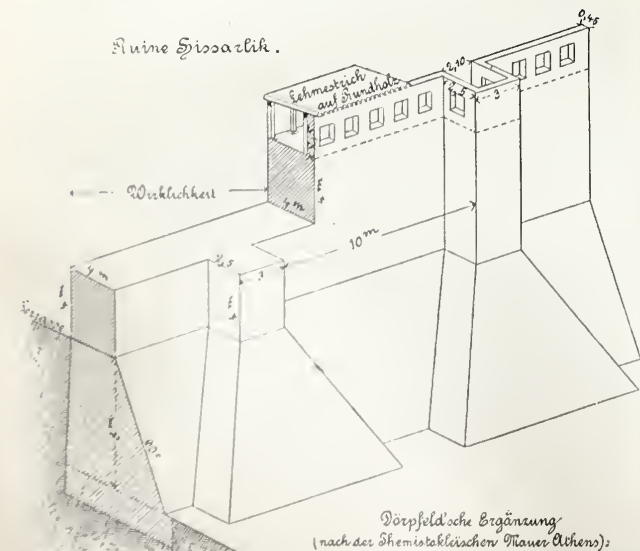 Ruine Hissarlik.
0,45
2,10
2,5
3
Lehmestrich
auf Rundholz
Wirklichkeit
4 m
10 m
4 m
2,5
3
Dörpfeld'sche Ergänzung
(nach der Themistokleischen Mauer Athens):